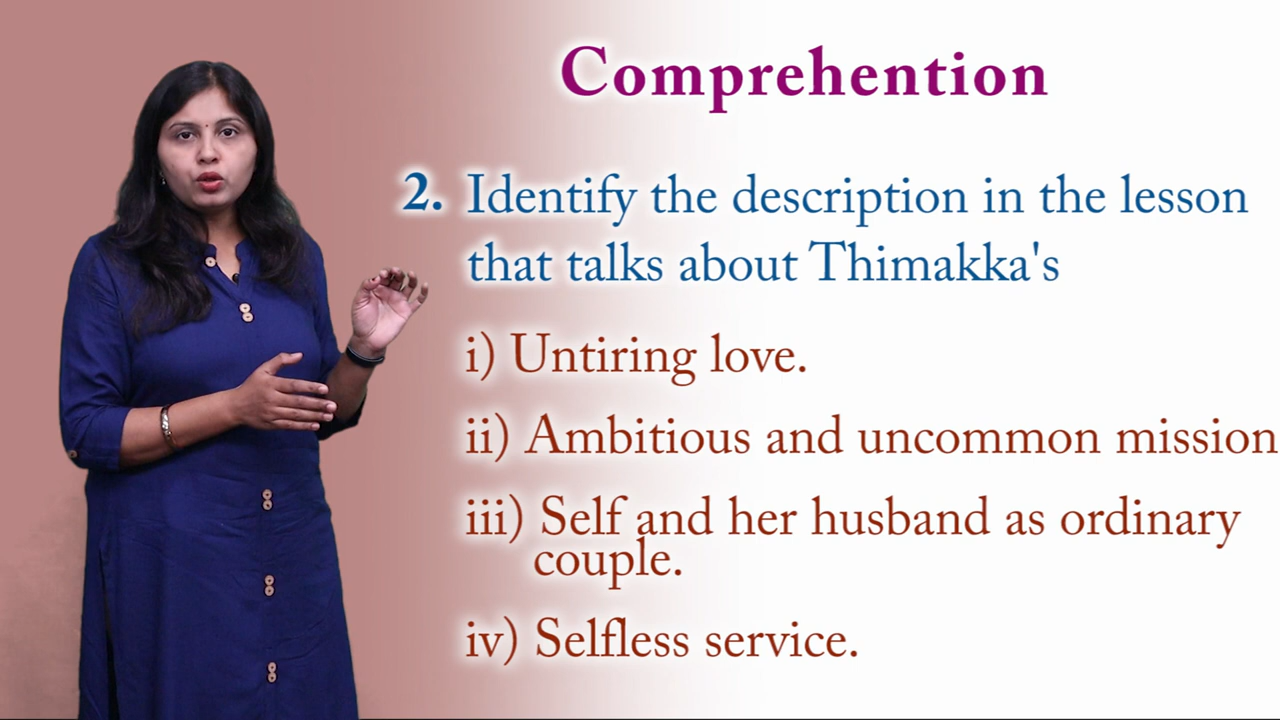 Comprehention
2. Identify the description in the lesson
that talks about Thimakka's
i) Untiring love.
ii) Ambitious and uncommon mission
iii) Self and her husband as ordinary
couple.
iv) Selfless service.